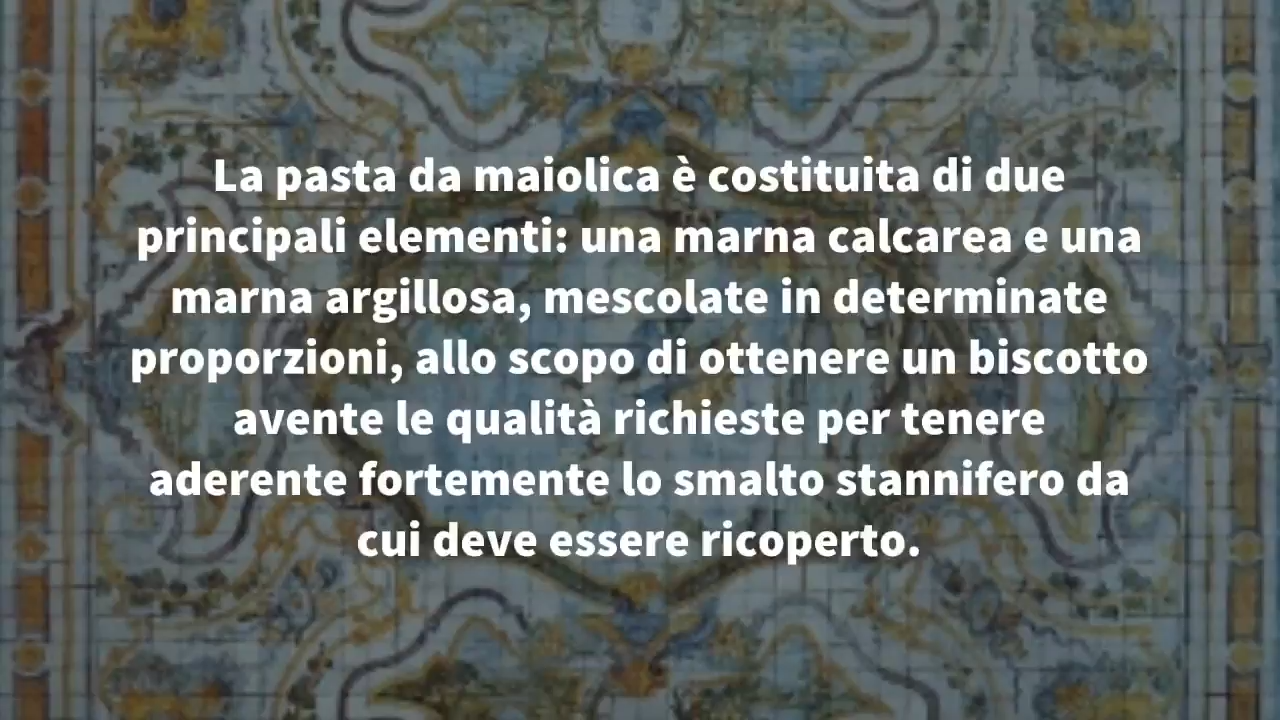 La pasta da maiolica è costituita di due
principali elementi: una marna calcarea e una
marna argillosa, mescolate in determinate
proporzioni, allo scopo di ottenere un biscotto
avente le qualità richieste per tenere
aderente fortemente lo smalto stannifero da
cui deve essere ricoperto.